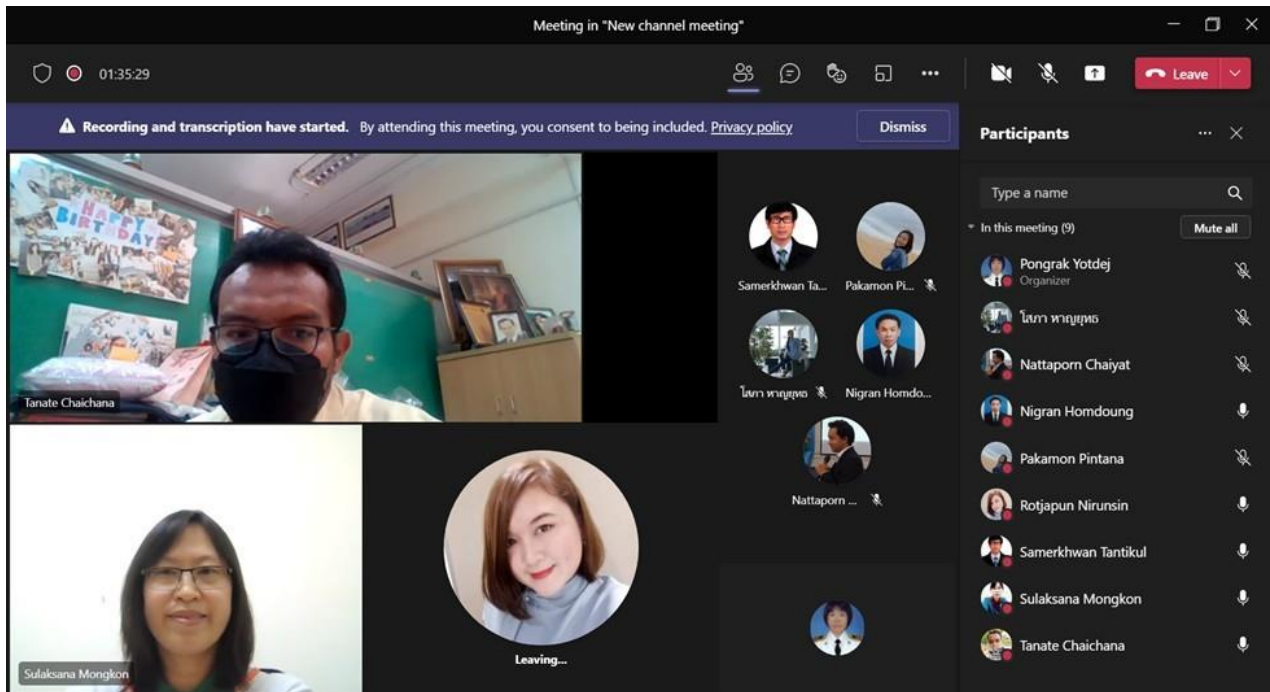 Meeting in "New channel meeting"
01:35:29
Leave
Recording and transcription have started. By attending this meeting, you consent to being included. Privacy policy
Dismiss
HAPPY
BIRTHDAY
Tanate Chaichana
Samerkhwan Ta...
Pakamon Pi...
โสภา หาญยุทธ
Nigran Homdo...
Nattaporn ...
Sulaksana Mongkon
Leaving...
Participants
Type a name
In this meeting (9)
Mute all
Pongrak Yotdej
Organizer
โสภา หาญยุทธ
Nattaporn Chaiyat
Nigran Homdoung
Pakamon Pintana
Rotjapun Nirunsin
Samerkhwan Tantikul
Sulaksana Mongkon
Tanate Chaichana